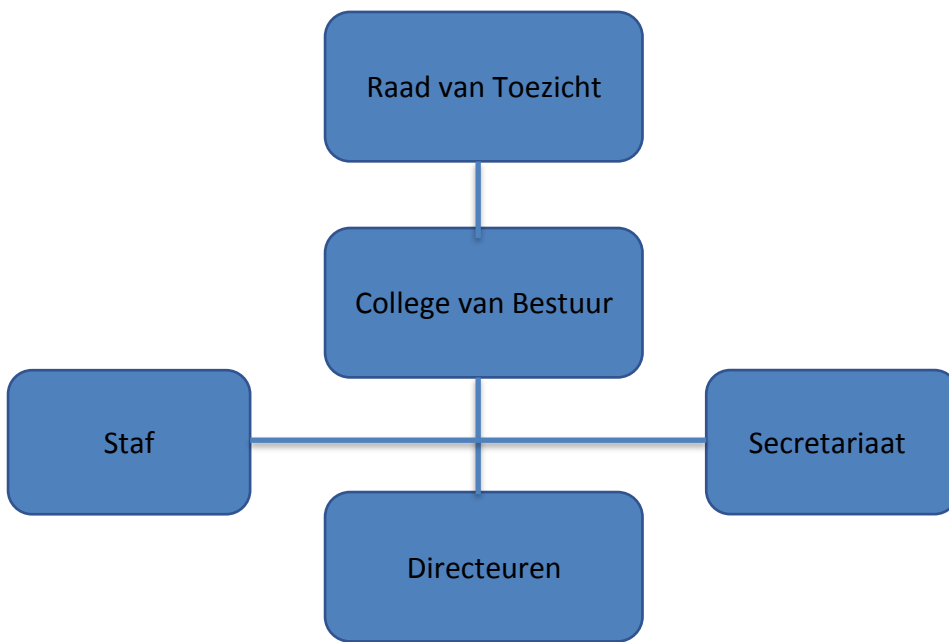 Raad van Toezicht
College van Bestuur
Staf
Secretariaat
Directeuren